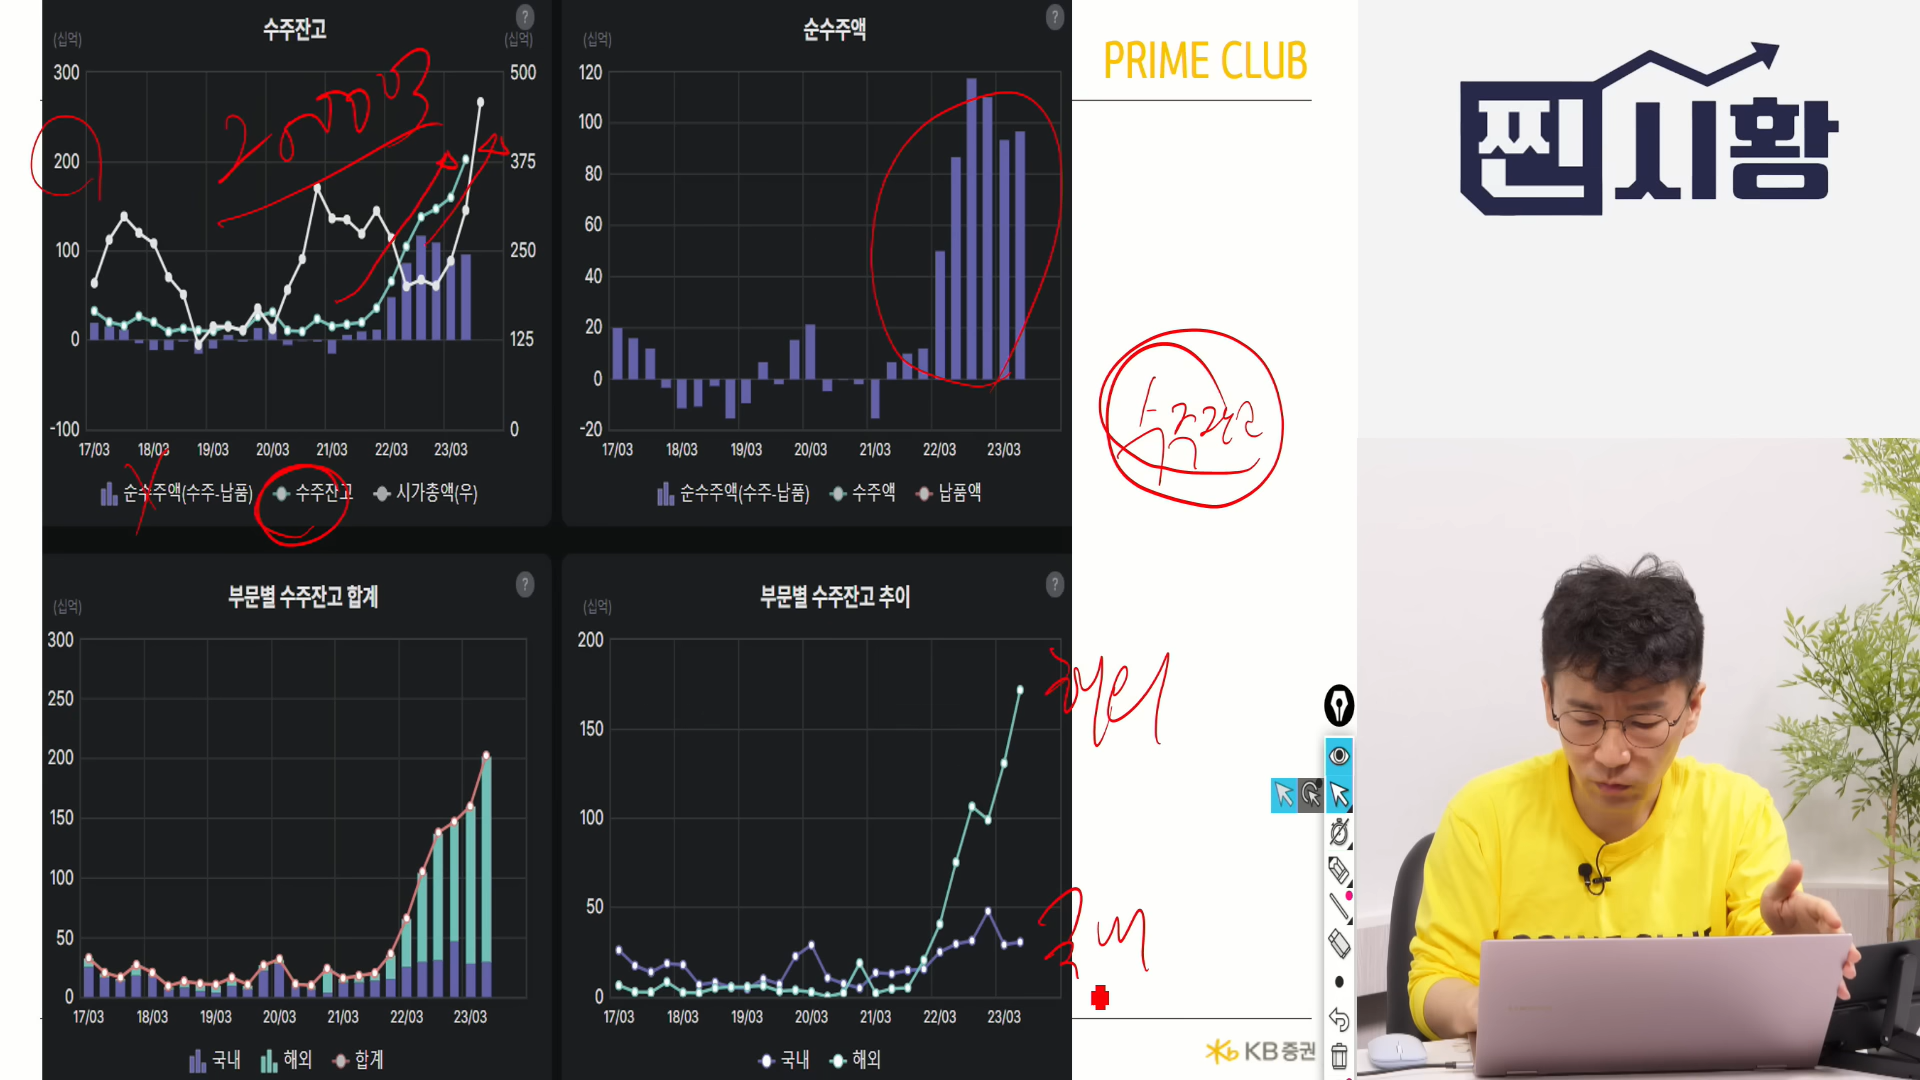 수주잔고
(십억)
(십억)
?
300
200
100
0
-100
500
375
250
125
0
17/03 18/03 19/03 20/03 21/03 22/03 23/03
순수주액(수주-납품) 수주잔고 시가총액(우)
순수주액
(십억)
?
120
100
80
60
40
20
0
-20
17/03 18/03 19/03 20/03 21/03 22/03 23/03
순수주액(수주-납품) 수주액 납품액
부문별 수주잔고 합계
(십억)
?
300
250
200
150
100
50
0
17/03 18/03 19/03 20/03 21/03 22/03 23/03
국내 해외 합계
부문별 수주잔고 추이
(십억)
?
200
150
100
50
0
17/03 18/03 19/03 20/03 21/03 22/03 23/03
국내 해외
PRIME CLUB
수주잔고
KB증권
찐시황